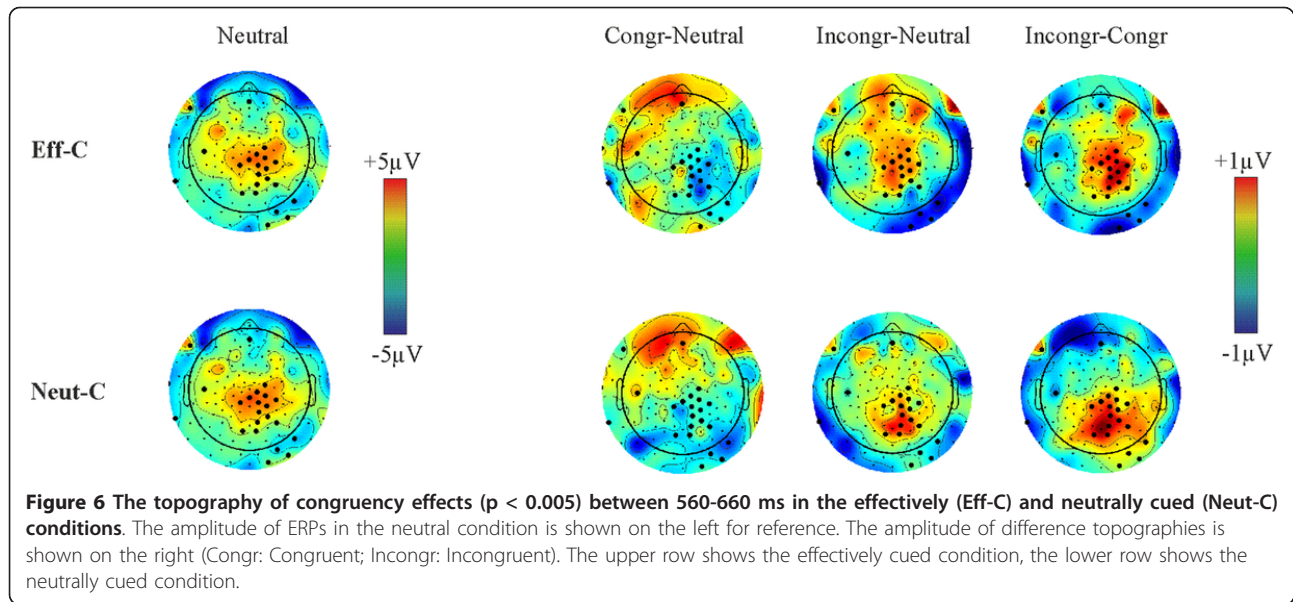 Neutral Congr-Neutral Incongr-Neutral Incongr-Congr
Eff-C
+5µV +1µV
-5µV -1µV
Neut-C
Figure 6 The topography of congruency effects (p < 0.005) between 560-660 ms in the effectively (Eff-C) and neutrally cued (Neut-C)
conditions. The amplitude of ERPs in the neutral condition is shown on the left for reference. The amplitude of difference topographies is
shown on the right (Congr: Congruent; Incongr: Incongruent). The upper row shows the effectively cued condition, the lower row shows the
neutrally cued condition.